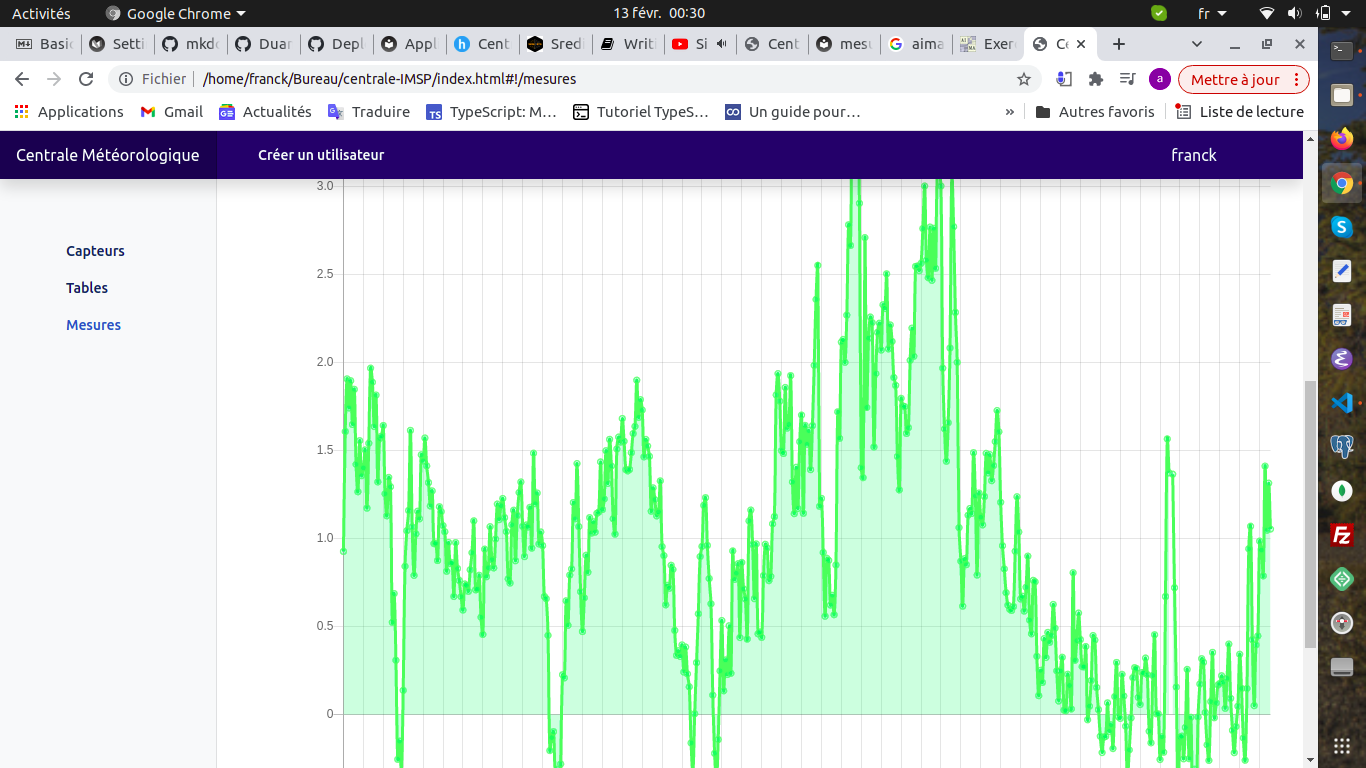 Activités Google Chrome 13 févr. 00:30 fr
Basic Setti mkdo Duar Depl Appl Cent Sredi Writi Si Cent mesu aima Exer Ce
Fichier /home/franck/Bureau/centrale-IMSP/index.html#!/mesures a Mettre à jour
Applications Gmail Actualités Traduire TypeScript: M… Tutoriel TypeS… Un guide pour… » Autres favoris Liste de lecture
Centrale Météorologique Créer un utilisateur franck
3.0
Capteurs
2.5
Tables
Mesures
2.0
1.5
1.0
0.5
0